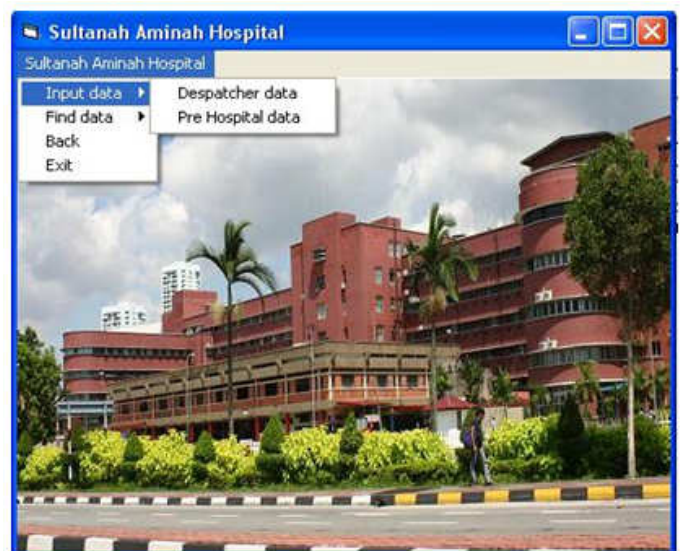 Sultanah Aminah Hospital
Sultanah Aminah Hospital
Input data
Despatcher data
Find data
Pre Hospital data
Back
Exit